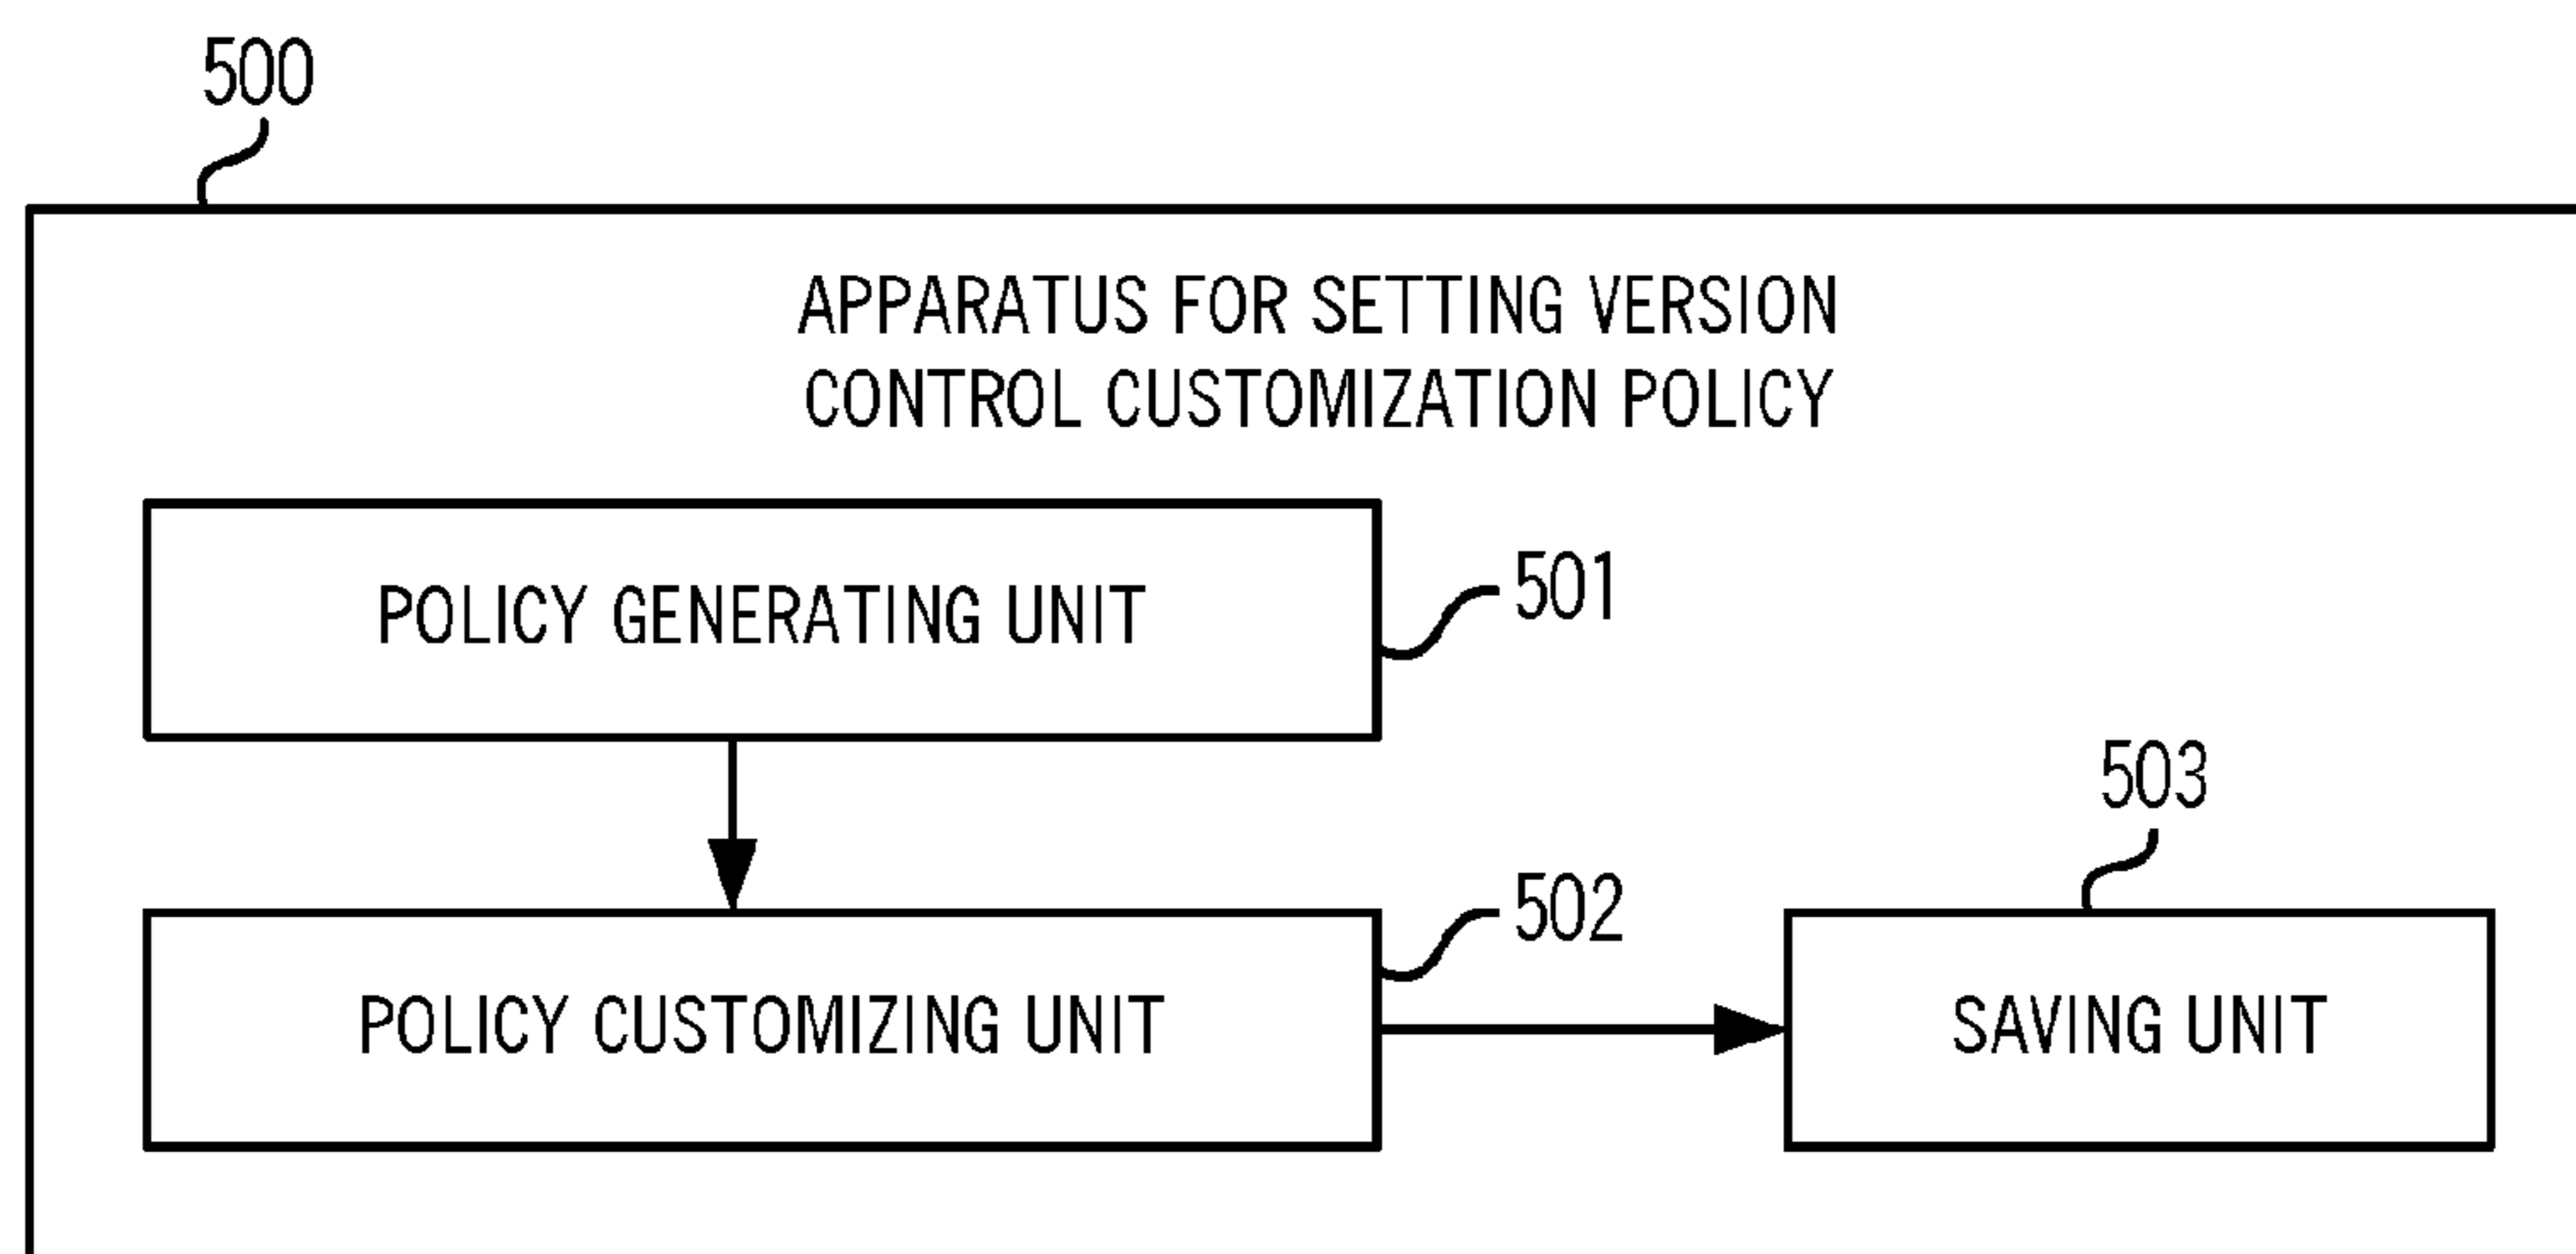 500
APPARATUS FOR SETTING VERSION
CONTROL CUSTOMIZATION POLICY
POLICY GENERATING UNIT
501
503
502
POLICY CUSTOMIZING UNIT
SAVING UNIT